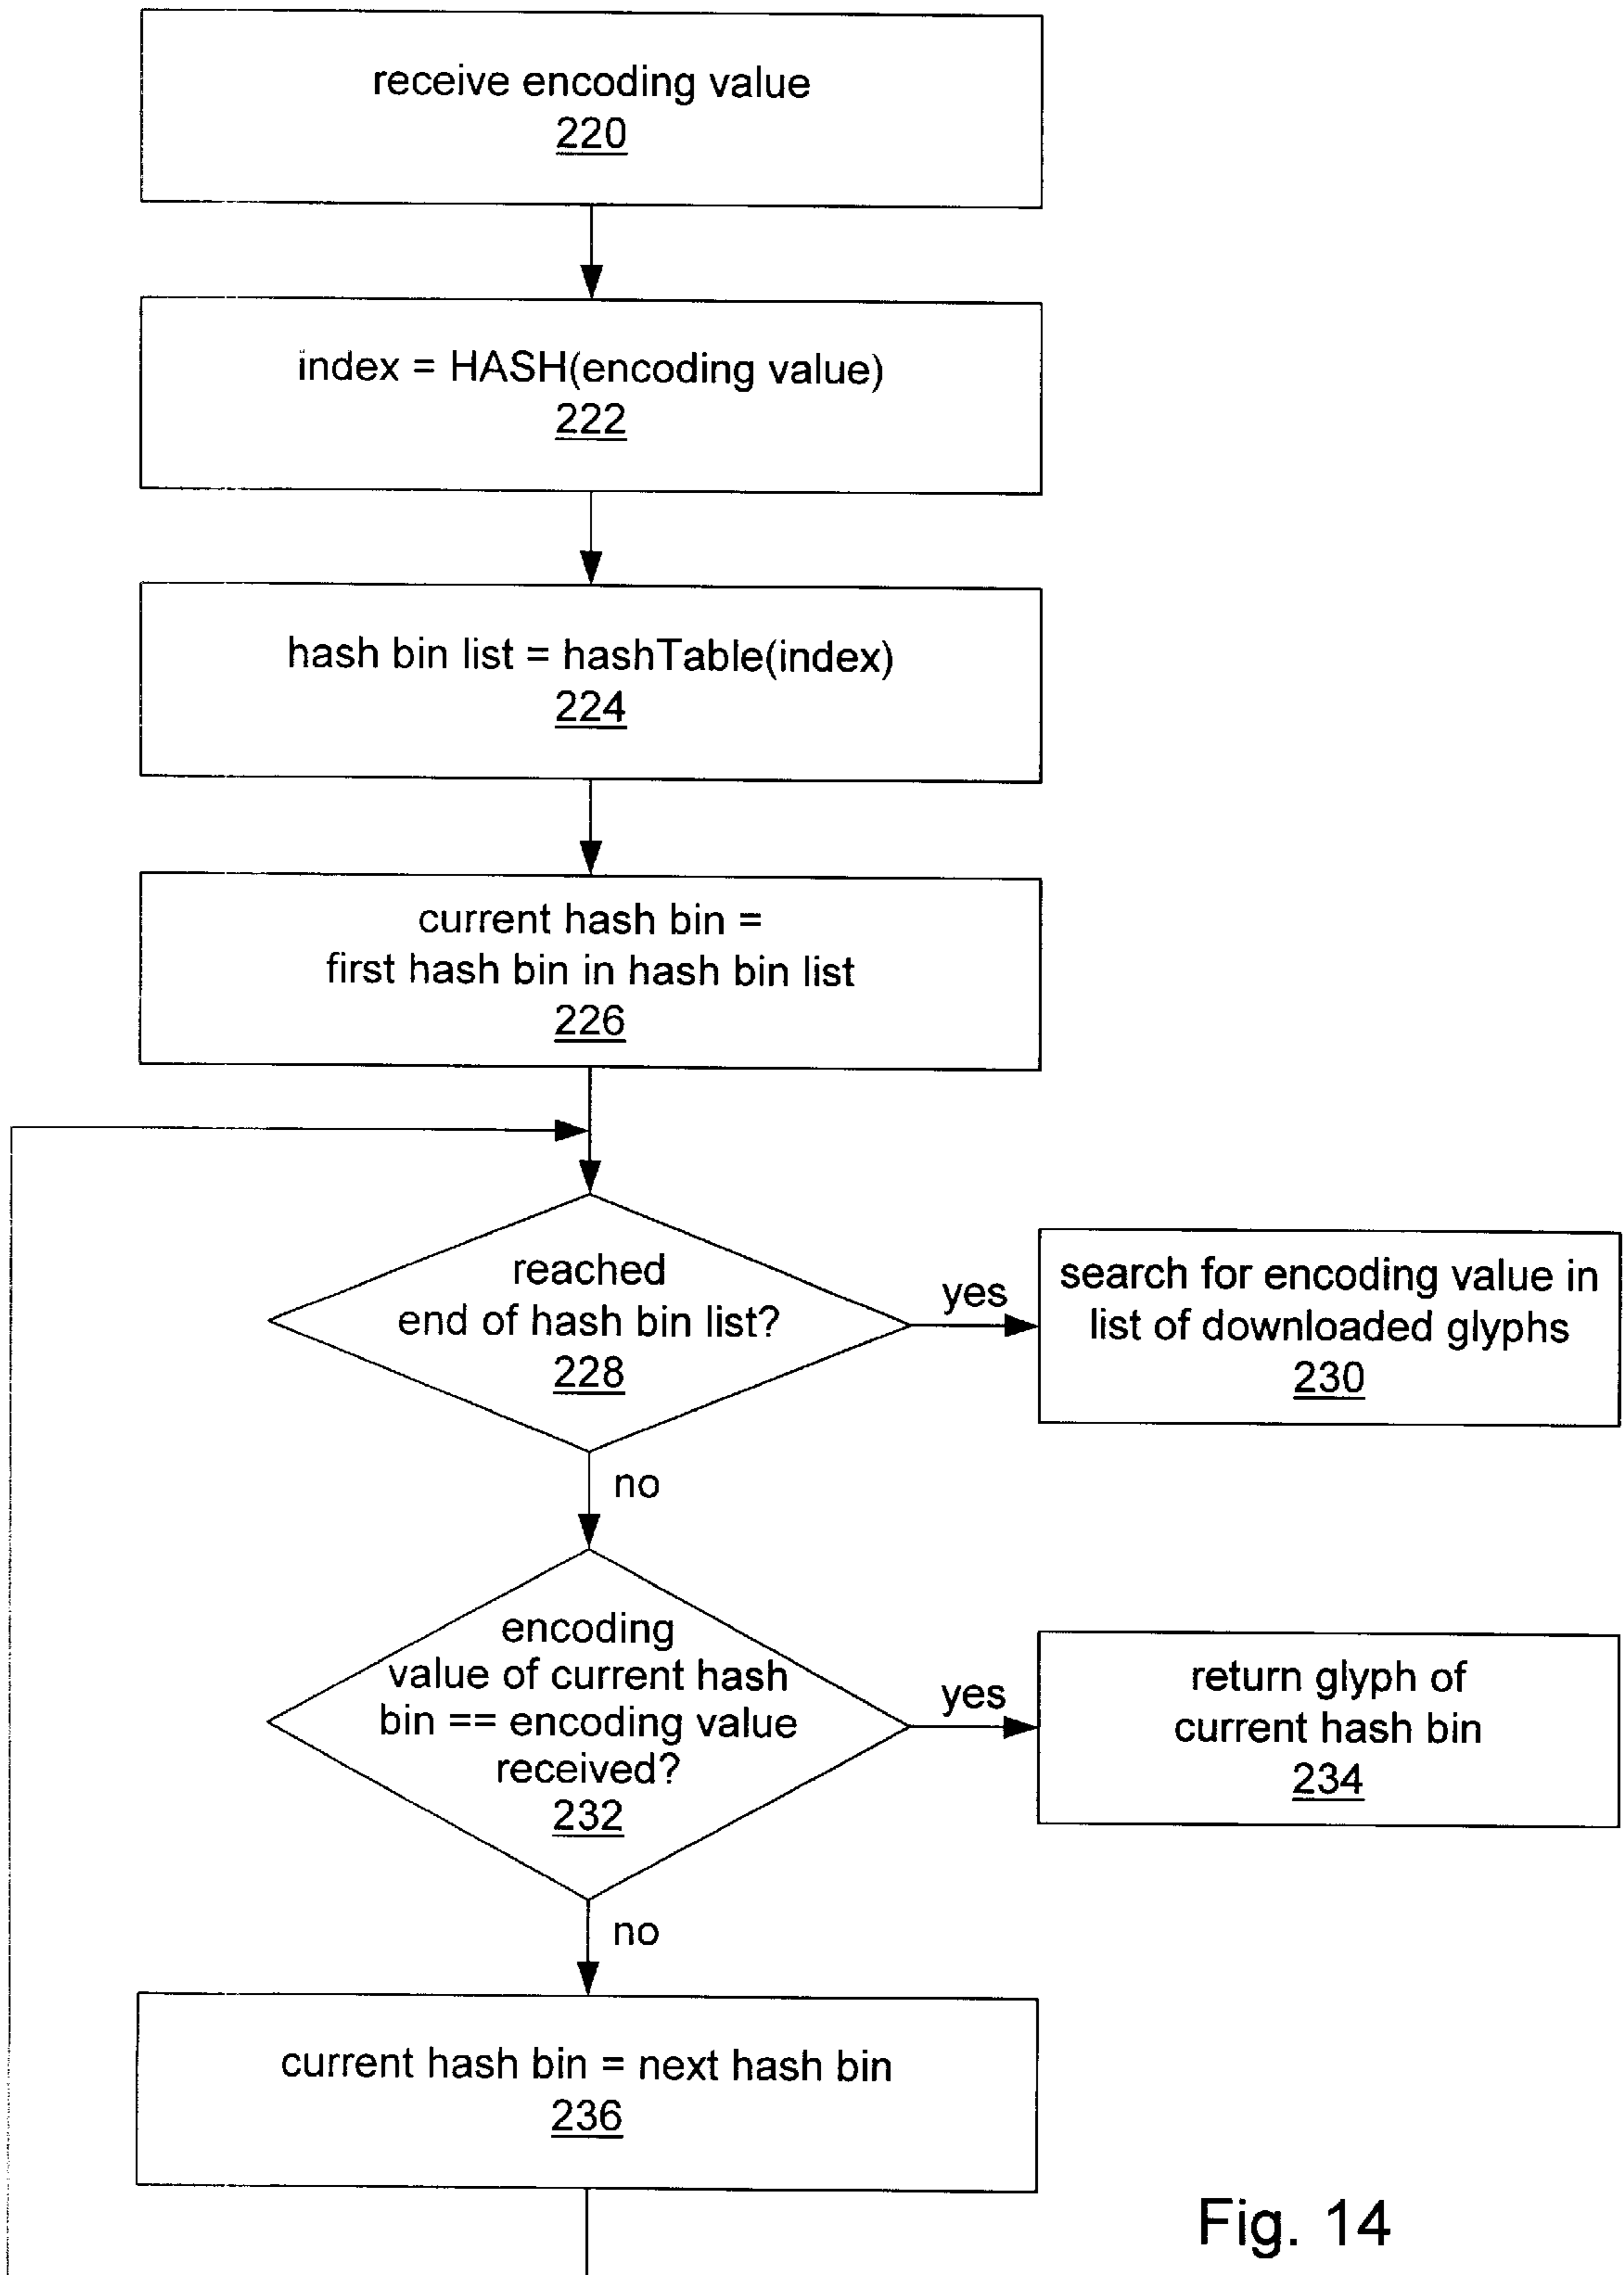 receive encoding value
220
index = HASH(encoding value)
222
hash bin list = hashTable(index)
224
current hash bin =
first hash bin in hash bin list
226
reached
end of hash bin list?
228
yes
search for encoding value in
list of downloaded glyphs
230
no
encoding
value of current hash
bin == encoding value
received?
232
yes
return glyph of
current hash bin
234
no
current hash bin = next hash bin
236
Fig. 14